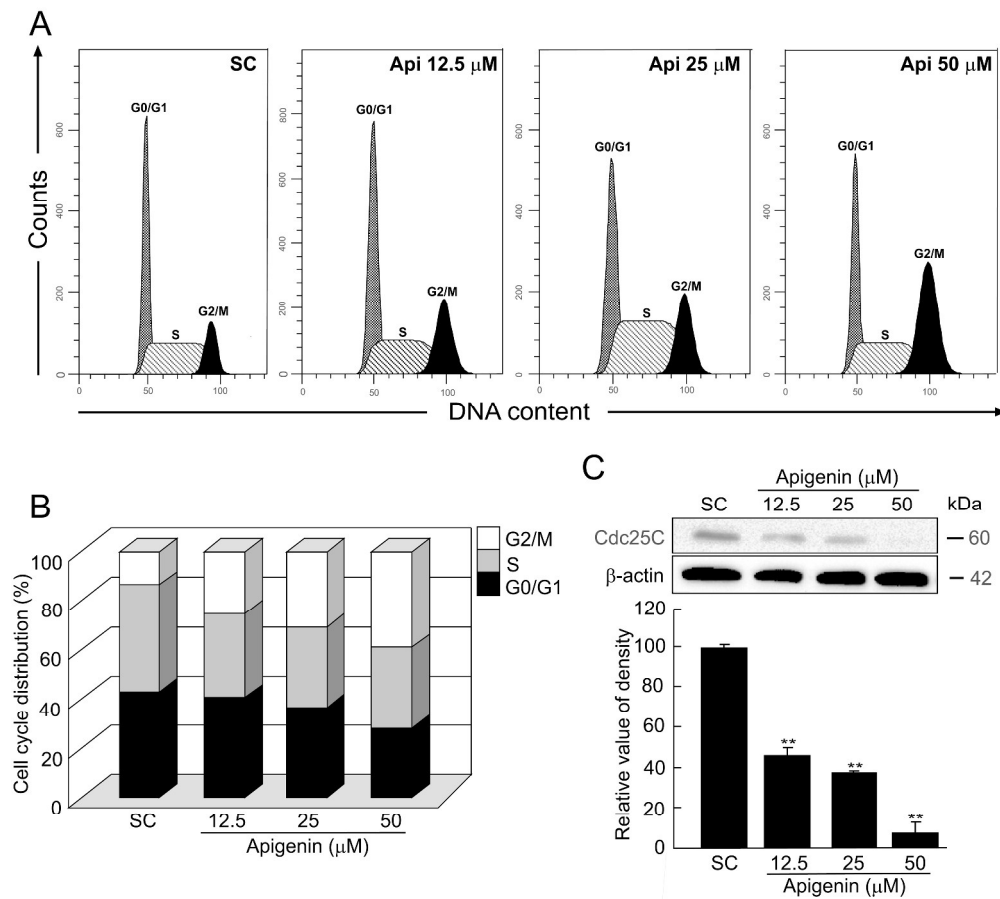 A
SC
Api 12.5 μM
Api 25 μM
Api 50 μM
Counts
600
400
200
0
G0/G1
S
G2/M
0 50 100
800
600
400
200
0
G0/G1
S
G2/M
0 50 100
600
400
200
0
G0/G1
S
G2/M
0 50 100
600
400
200
0
G0/G1
S
G2/M
0 50 100
DNA content
B
Cell cycle distribution (%)
100
80
60
40
20
0
G2/M
S
G0/G1
SC 12.5 25 50
Apigenin (μM)
C
Apigenin (μM)
SC 12.5 25 50 kDa
Cdc25C 60
β-actin 42
Relative value of density
120
100
80
60
40
20
0
** ** **
SC 12.5 25 50
Apigenin (μM)